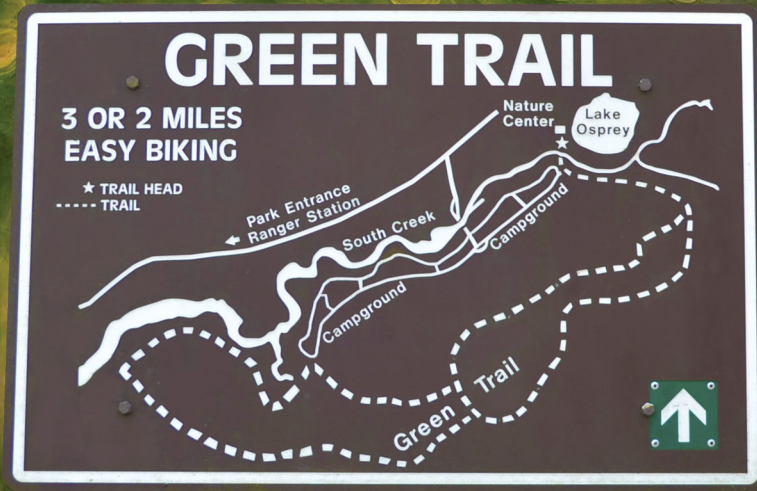 GREEN TRAIL
3 OR 2 MILES
EASY BIKING
TRAIL HEAD
TRAIL
Nature
Center
Lake
Osprey
Park Entrance
Ranger Station
South Creek
Campground
Campground
Green Trail